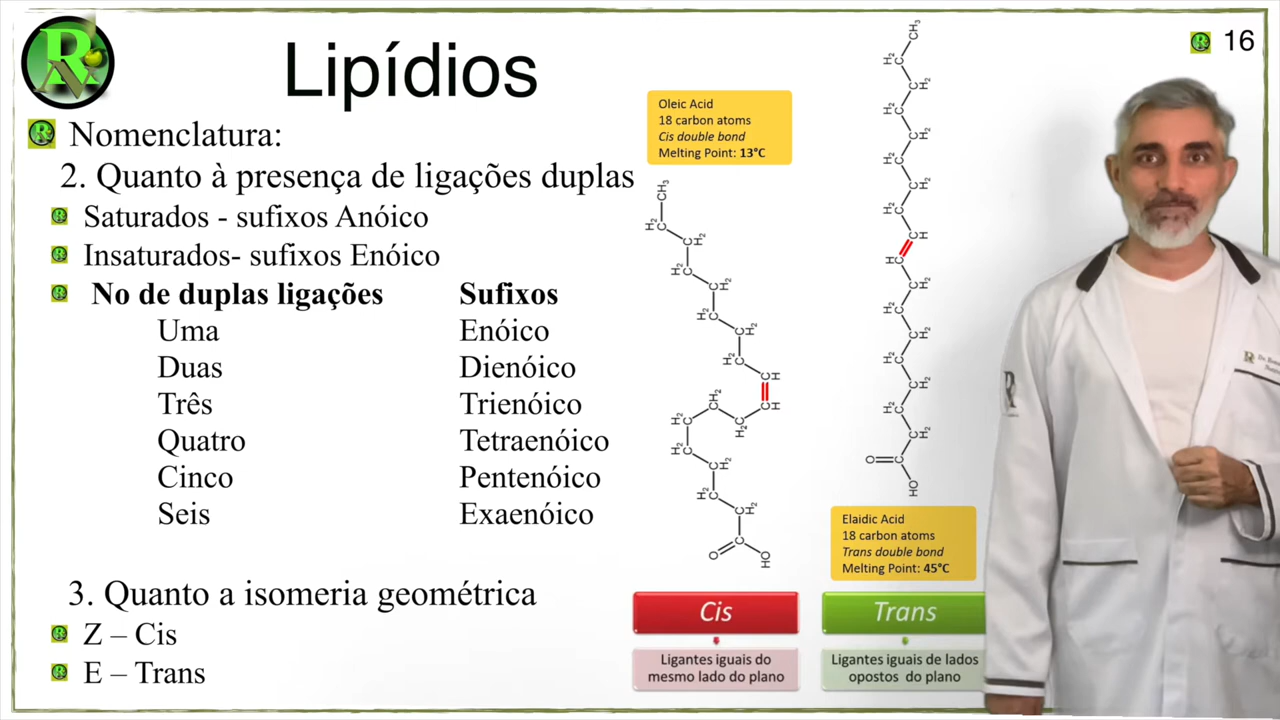 Lipídios
16
Nomenclatura:
2. Quanto à presença de ligações duplas
Saturados - sufixos Anóico
Insaturados- sufixos Enóico
No de duplas ligações Sufixos
Uma Enóico
Duas Dienóico
Três Trienóico
Quatro Tetraenóico
Cinco Pentenóico
Seis Exaenóico
3. Quanto a isomeria geométrica
Z – Cis
E – Trans
Oleic Acid
18 carbon atoms
Cis double bond
Melting Point: 13°C
Elaidic Acid
18 carbon atoms
Trans double bond
Melting Point: 45°C
Cis
Ligantes iguais do
mesmo lado do plano
Trans
Ligantes iguais de lados
opostos do plano